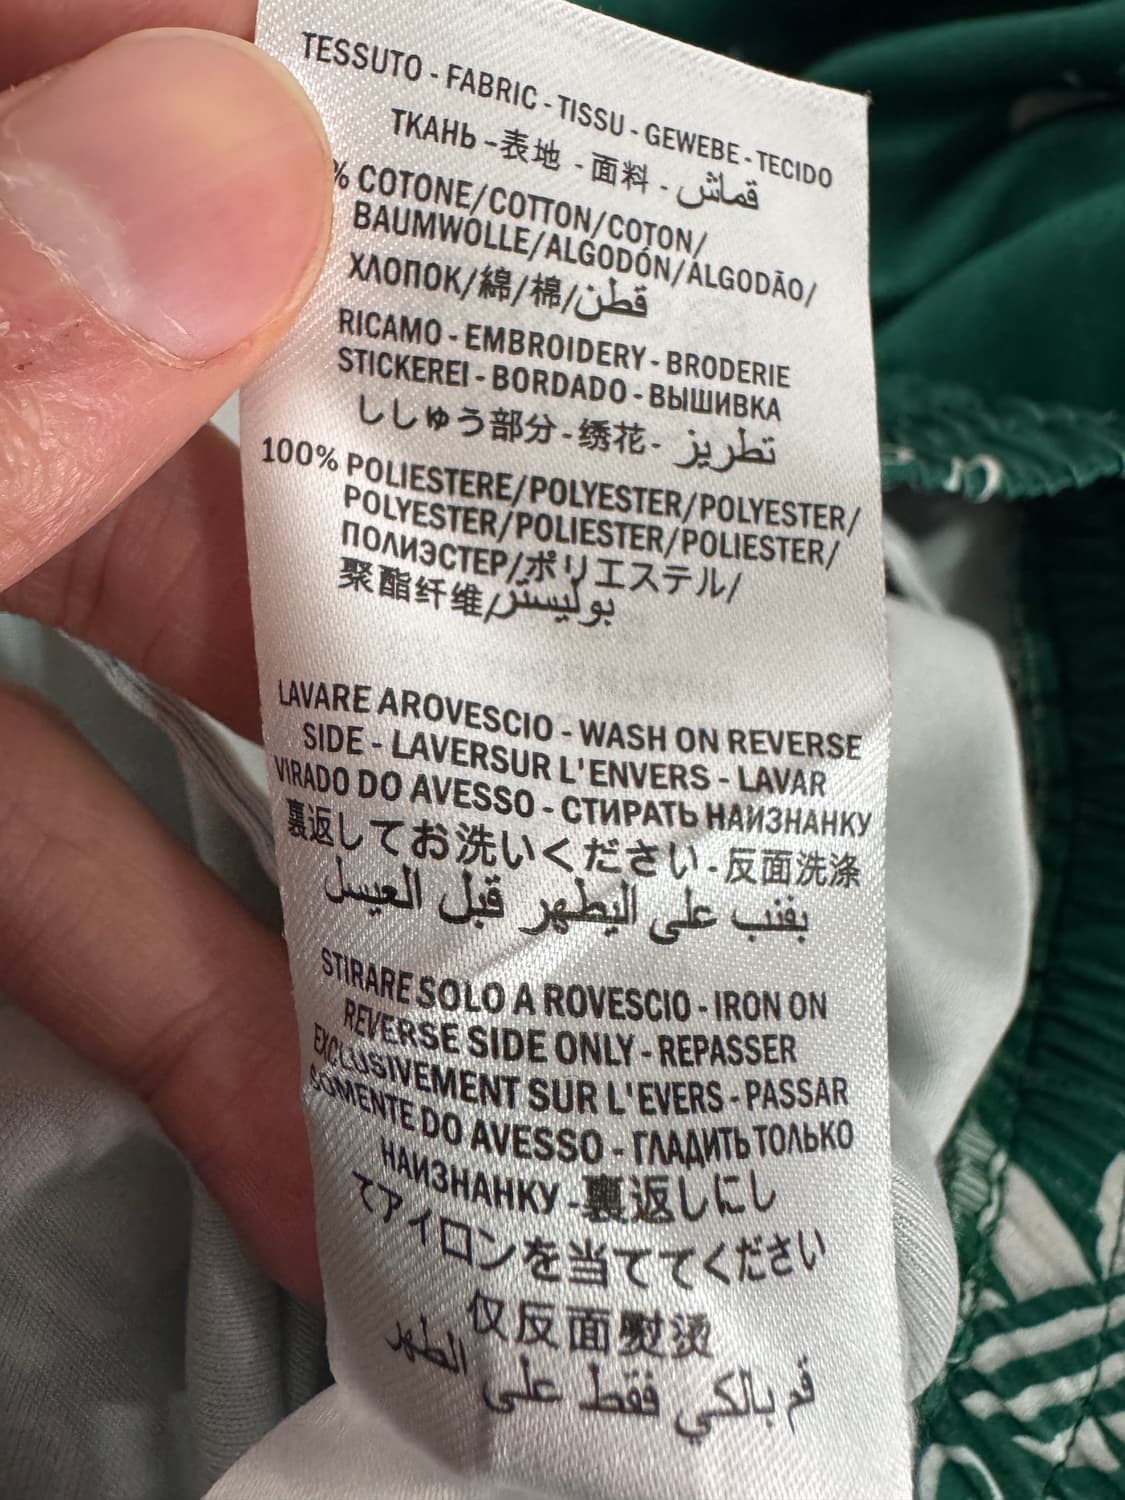 TESSUTO - FABRIC - TISSU - GEWEBE - TECIDO
ТКАНЬ - 表地 - 面料 - قماش
% COTONE/COTTON/COTON/
BAUMWOLLE/ALGODÓN/ALGODÃO/
ХЛОПОК/綿/棉/قطن
RICAMO - EMBROIDERY - BRODERIE
STICKEREI - BORDADO - ВЫШИВКА
ししゅう部分 - 绣花 - تطريز
100% POLIESTERE/POLYESTER/POLYESTER/
POLYESTER/POLIESTER/POLIESTER/
ПОЛИЭСТЕР/ポリエステル/
聚酯纤维/بوليستر
LAVARE AROVESCIO - WASH ON REVERSE
SIDE - LAVERSUR L'ENVERS - LAVAR
VIRADO DO AVESSO - СТИРАТЬ НАИЗНАНКУ
裏返してお洗いください - 反面洗涤
على قبل
STIRARE SOLO A ROVESCIO - IRON ON
REVERSE SIDE ONLY - REPASSER
EXCLUSIVEMENT SUR L'EVERS - PASSAR
SOMENTE DO AVESSO - ГЛАДИТЬ ТОЛЬКО
НАИЗНАНКУ - 裏返しにし
てアイロンを当ててください
仅反面熨烫
قم بالكي فقط على الطهر